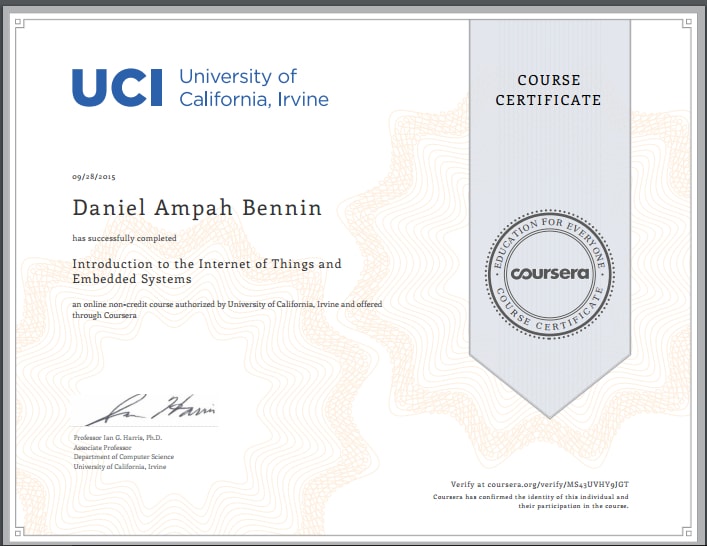 UCI University of
California, Irvine
COURSE
CERTIFICATE
09/28/2015
Daniel Ampah Bennin
has successfully completed
Introduction to the Internet of Things and
Embedded Systems
an online non-credit course authorized by University of California, Irvine and offered
through Coursera
EDUCATION FOR EVERYONE
coursera
COURSE CERTIFICATE
Professor Ian G. Harris, Ph.D.
Associate Professor
Department of Computer Science
University of California, Irvine
Verify at coursera.org/verify/MS43UVHY9JGT
Coursera has confirmed the identity of this individual and
their participation in the course.